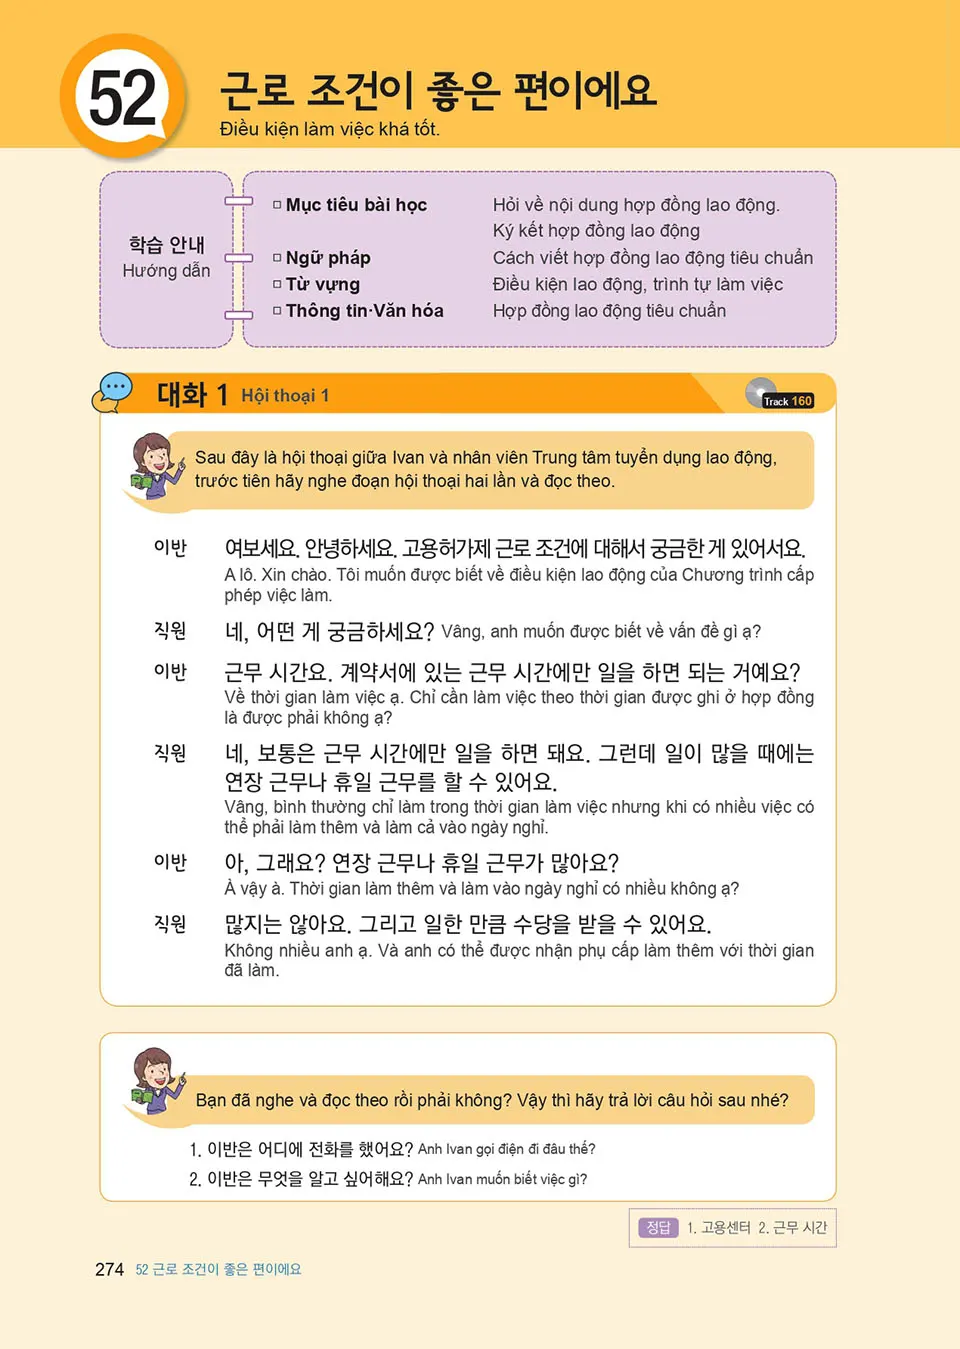 52
근로 조건이 좋은 편이에요
Điều kiện làm việc khá tốt.
학습 안내
Hướng dẫn
□ Mục tiêu bài học Hỏi về nội dung hợp đồng lao động.
Ký kết hợp đồng lao động
□ Ngữ pháp Cách viết hợp đồng lao động tiêu chuẩn
□ Từ vựng Điều kiện lao động, trình tự làm việc
□ Thông tin·Văn hóa Hợp đồng lao động tiêu chuẩn
대화 1 Hội thoại 1
Track 160
Sau đây là hội thoại giữa Ivan và nhân viên Trung tâm tuyển dụng lao động,
trước tiên hãy nghe đoạn hội thoại hai lần và đọc theo.
이반 여보세요. 안녕하세요. 고용허가제 근로 조건에 대해서 궁금한 게 있어서요.
A lô. Xin chào. Tôi muốn được biết về điều kiện lao động của Chương trình cấp
phép việc làm.
직원 네, 어떤 게 궁금하세요? Vâng, anh muốn được biết về vấn đề gì ạ?
이반 근무 시간요. 계약서에 있는 근무 시간에만 일을 하면 되는 거예요?
Về thời gian làm việc ạ. Chỉ cần làm việc theo thời gian được ghi ở hợp đồng
là được phải không ạ?
직원 네, 보통은 근무 시간에만 일을 하면 돼요. 그런데 일이 많을 때에는
연장 근무나 휴일 근무를 할 수 있어요.
Vâng, bình thường chỉ làm trong thời gian làm việc nhưng khi có nhiều việc có
thể phải làm thêm và làm cả vào ngày nghỉ.
이반 아, 그래요? 연장 근무나 휴일 근무가 많아요?
À vậy à. Thời gian làm thêm và làm vào ngày nghỉ có nhiều không ạ?
직원 많지는 않아요. 그리고 일한 만큼 수당을 받을 수 있어요.
Không nhiều anh ạ. Và anh có thể được nhận phụ cấp làm thêm với thời gian
đã làm.
Bạn đã nghe và đọc theo rồi phải không? Vậy thì hãy trả lời câu hỏi sau nhé?
1. 이반은 어디에 전화를 했어요? Anh Ivan gọi điện đi đâu thế?
2. 이반은 무엇을 알고 싶어해요? Anh Ivan muốn biết việc gì?
정답 1. 고용센터 2. 근무 시간
274 52 근로 조건이 좋은 편이에요